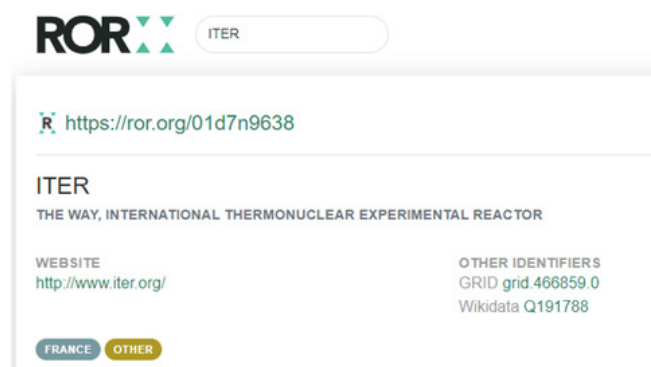 ROR
ITER
R https://ror.org/01d7n9638
ITER
THE WAY, INTERNATIONAL THERMONUCLEAR EXPERIMENTAL REACTOR
WEBSITE
http://www.iter.org/
OTHER IDENTIFIERS
GRID grid.466859.0
Wikidata Q191788
FRANCE OTHER